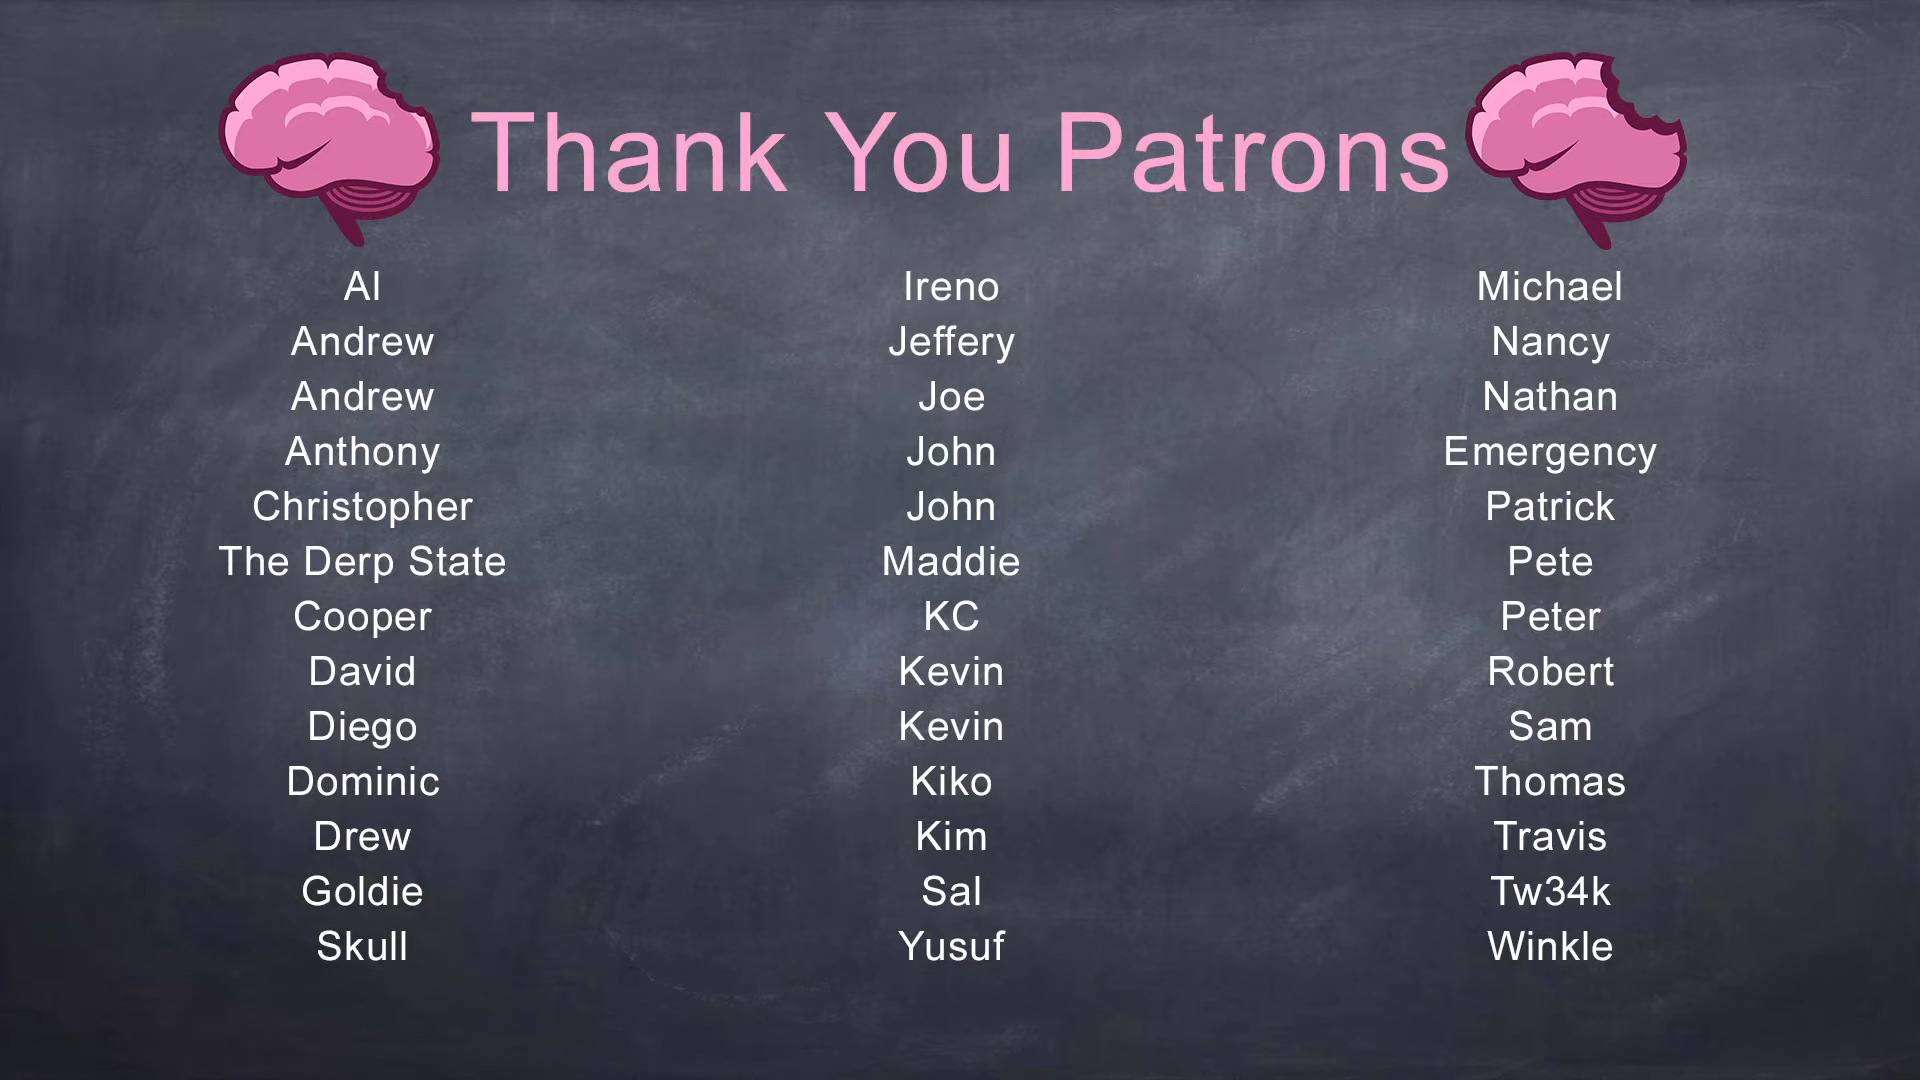 Thank You Patrons
Al
Andrew
Andrew
Anthony
Christopher
The Derp State
Cooper
David
Diego
Dominic
Drew
Goldie
Skull
Ireno
Jeffery
Joe
John
John
Maddie
KC
Kevin
Kevin
Kiko
Kim
Sal
Yusuf
Michael
Nancy
Nathan
Emergency
Patrick
Pete
Peter
Robert
Sam
Thomas
Travis
Tw34k
Winkle